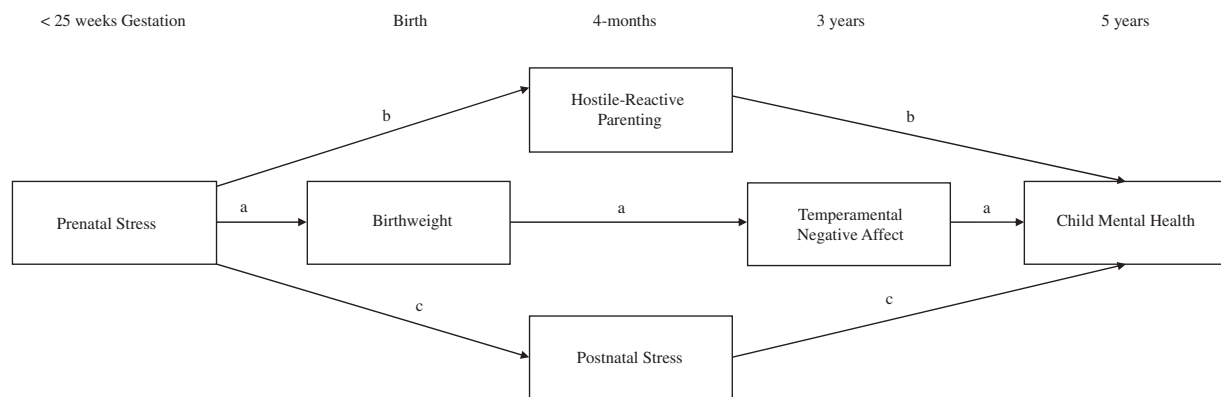 < 25 weeks Gestation
Birth
4-months
3 years
5 years
Hostile-Reactive
Parenting
b
b
Prenatal Stress
a
Birthweight
a
Temperamental
Negative Affect
a
Child Mental Health
c
c
Postnatal Stress